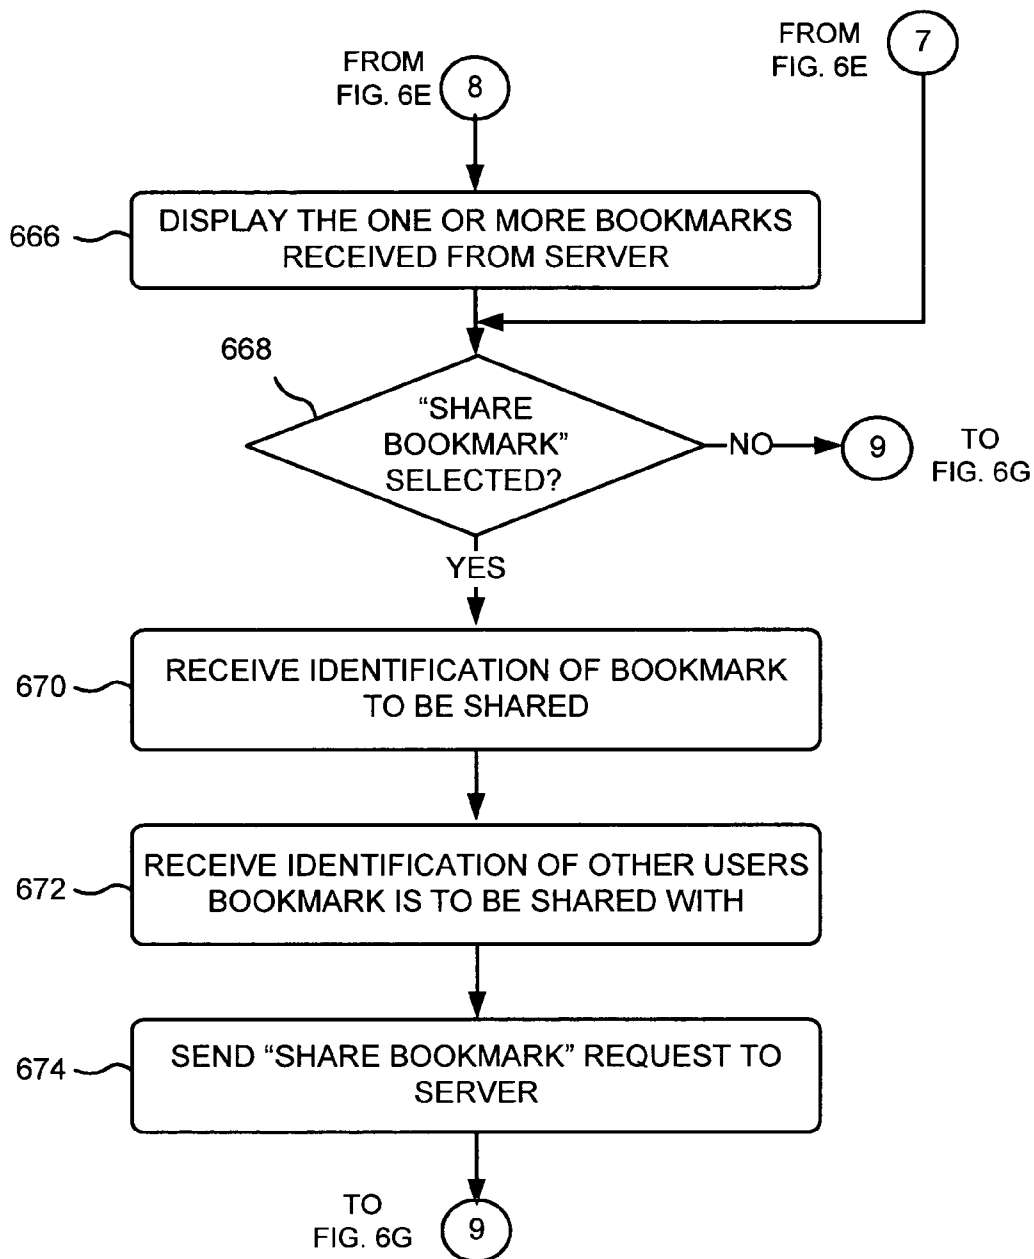 FROM
FIG. 6E
8
FROM
FIG. 6E
7
666
DISPLAY THE ONE OR MORE BOOKMARKS
RECEIVED FROM SERVER
668
“SHARE
BOOKMARK”
SELECTED?
NO
9
TO
FIG. 6G
YES
670
RECEIVE IDENTIFICATION OF BOOKMARK
TO BE SHARED
672
RECEIVE IDENTIFICATION OF OTHER USERS
BOOKMARK IS TO BE SHARED WITH
674
SEND “SHARE BOOKMARK” REQUEST TO
SERVER
TO
FIG. 6G
9